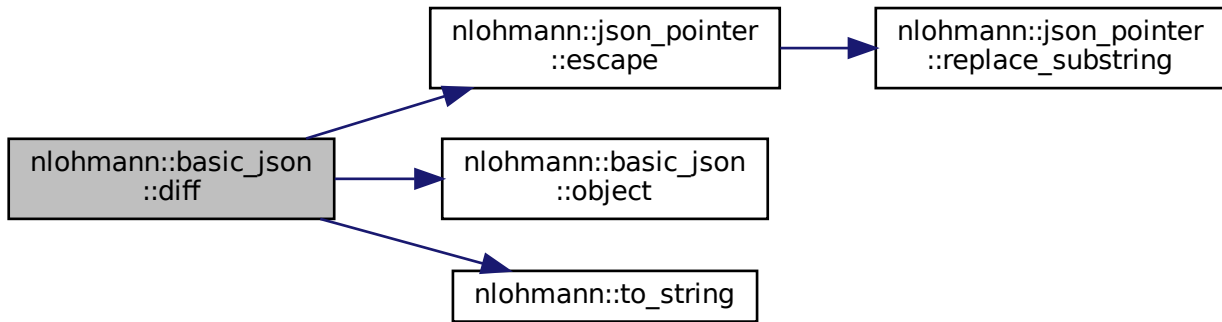 nlohmann::json_pointer
::escape
nlohmann::json_pointer
::replace_substring
nlohmann::basic_json
::diff
nlohmann::basic_json
::object
nlohmann::to_string